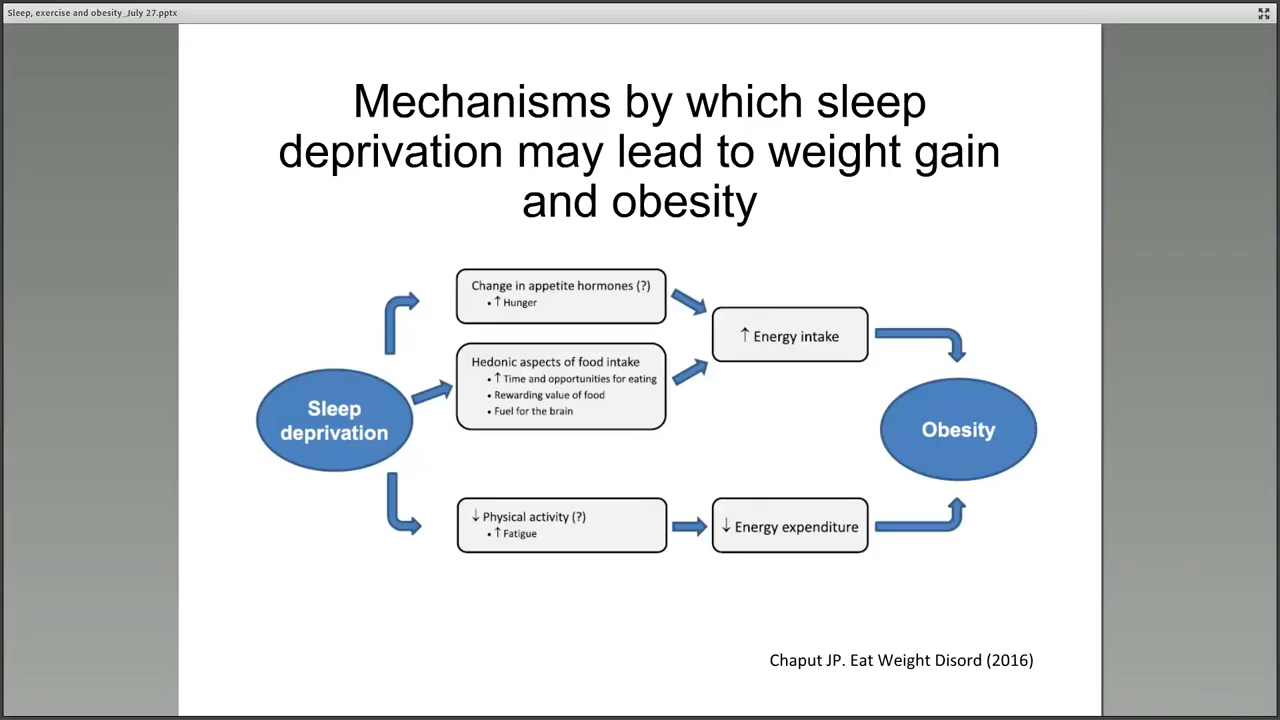 Sleep, exercise and obesity_July 27.pptx
Mechanisms by which sleep
deprivation may lead to weight gain
and obesity
Change in appetite hormones (?)
• ↑ Hunger
Hedonic aspects of food intake
• ↑ Time and opportunities for eating
• Rewarding value of food
• Fuel for the brain
↑ Energy intake
Sleep
deprivation
Obesity
↓ Physical activity (?)
• ↑ Fatigue
↓ Energy expenditure
Chaput JP. Eat Weight Disord (2016)